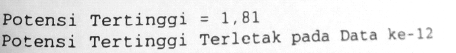 Potensi Tertinggi = 1,81
Potensi Tertinggi Terletak pada Data ke-12